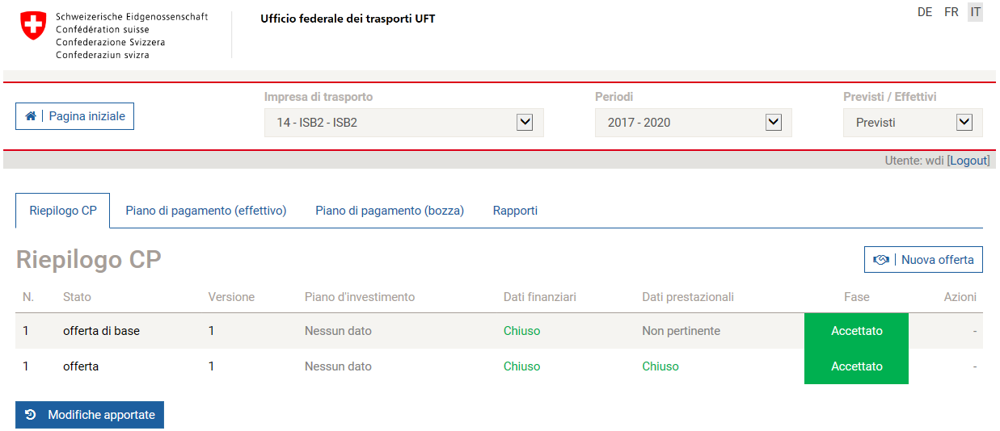 Schweizerische Eidgenossenschaft
Confédération suisse
Confederazione Svizzera
Confederaziun svizra
Ufficio federale dei trasporti UFT
DE FR IT
Pagina iniziale
Impresa di trasporto
14 - ISB2 - ISB2
Periodi
2017 - 2020
Previsti / Effettivi
Previsti
Utente: wdi [Logout]
Riepilogo CP Piano di pagamento (effettivo) Piano di pagamento (bozza) Rapporti
Riepilogo CP
Nuova offerta
N. Stato Versione Piano d'investimento Dati finanziari Dati prestazionali Fase Azioni
1 offerta di base 1 Nessun dato Chiuso Non pertinente Accettato -
1 offerta 1 Nessun dato Chiuso Chiuso Accettato -
Modifiche apportate